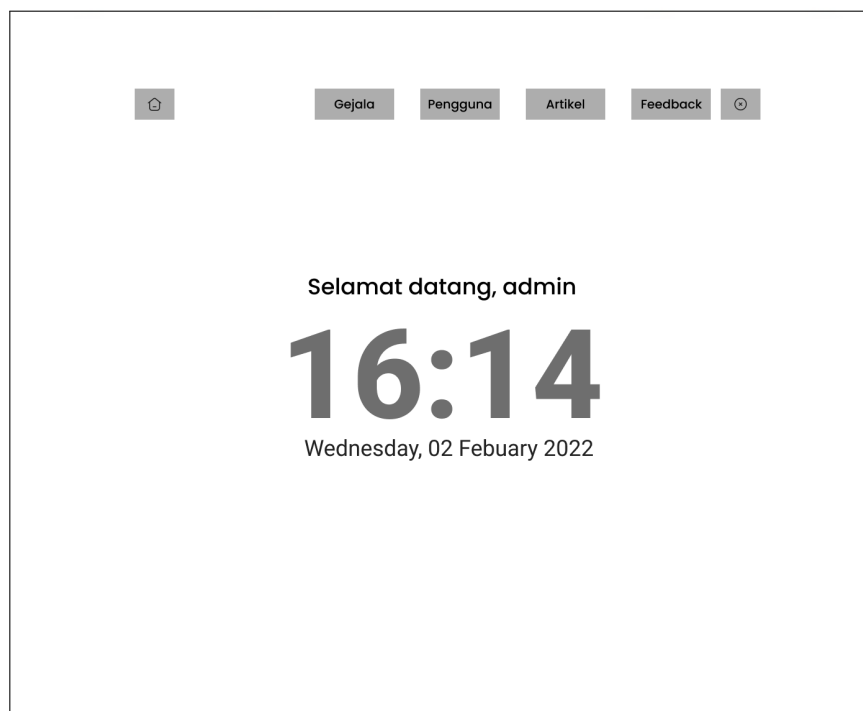 Gejala Pengguna Artikel Feedback
Selamat datang, admin
16:14
Wednesday, 02 Febuary 2022